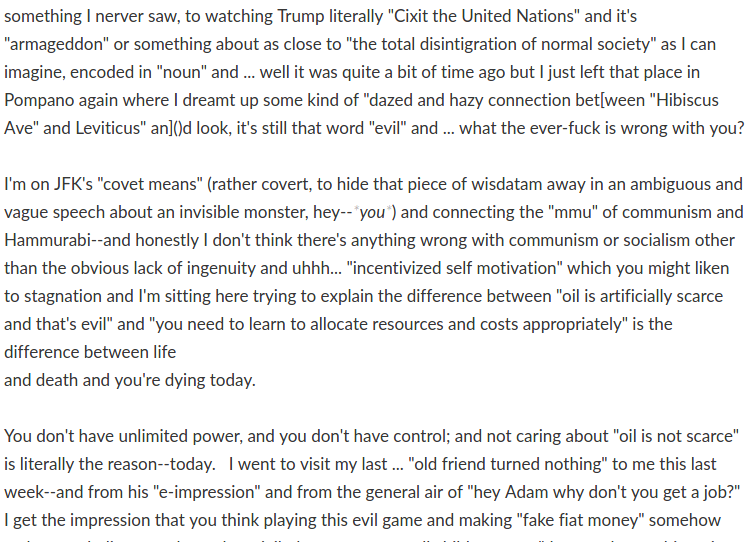 something I nerver saw, to watching Trump literally "Cixit the United Nations" and it's
"armageddon" or something about as close to "the total disintigration of normal society" as I can
imagine, encoded in "noun" and ... well it was quite a bit of time ago but I just left that place in
Pompano again where I dreamt up some kind of "dazed and hazy connection bet[ween "Hibiscus
Ave" and Leviticus" an]()d look, it's still that word "evil" and ... what the ever-fuck is wrong with you?
I'm on JFK's "covet means" (rather covert, to hide that piece of wisdatam away in an ambiguous and
vague speech about an invisible monster, hey--*you*) and connecting the "mmu" of communism and
Hammurabi--and honestly I don't think there's anything wrong with communism or socialism other
than the obvious lack of ingenuity and uhhh... "incentivized self motivation" which you might liken
to stagnation and I'm sitting here trying to explain the difference between "oil is artificially scarce
and that's evil" and "you need to learn to allocate resources and costs appropriately" is the
difference between life
and death and you're dying today.
You don't have unlimited power, and you don't have control; and not caring about "oil is not scarce"
is literally the reason--today. I went to visit my last ... "old friend turned nothing" to me this last
week--and from his "e-impression" and from the general air of "hey Adam why don't you get a job?"
I get the impression that you think playing this evil game and making "fake fiat money" somehow